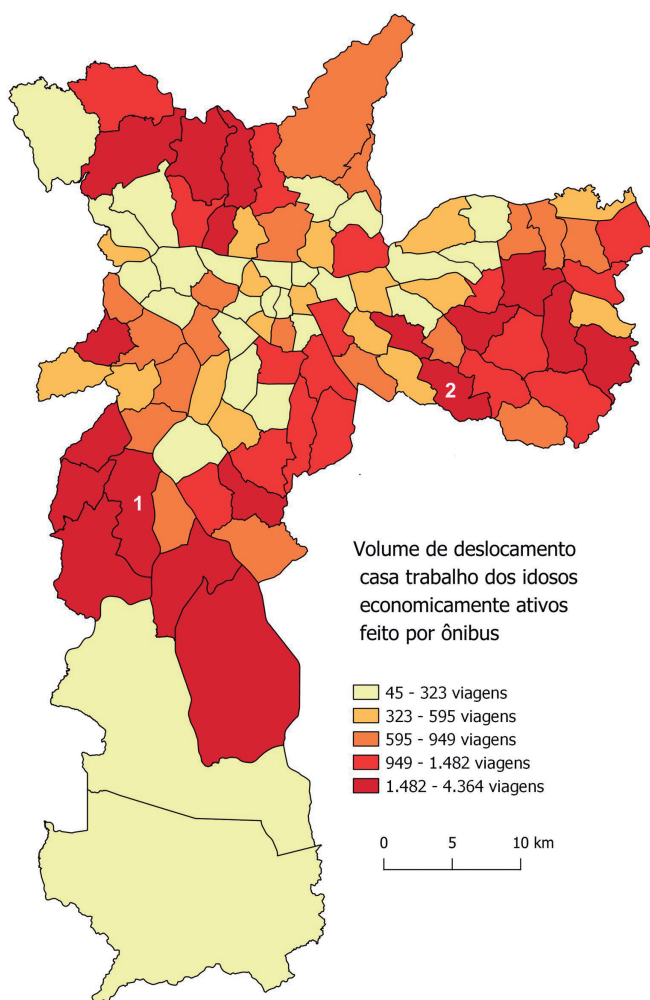 2
1
Volume de deslocamento
casa trabalho dos idosos
economicamente ativos
feito por ônibus
45 - 323 viagens
323 - 595 viagens
595 - 949 viagens
949 - 1.482 viagens
1.482 - 4.364 viagens
0 5 10 km